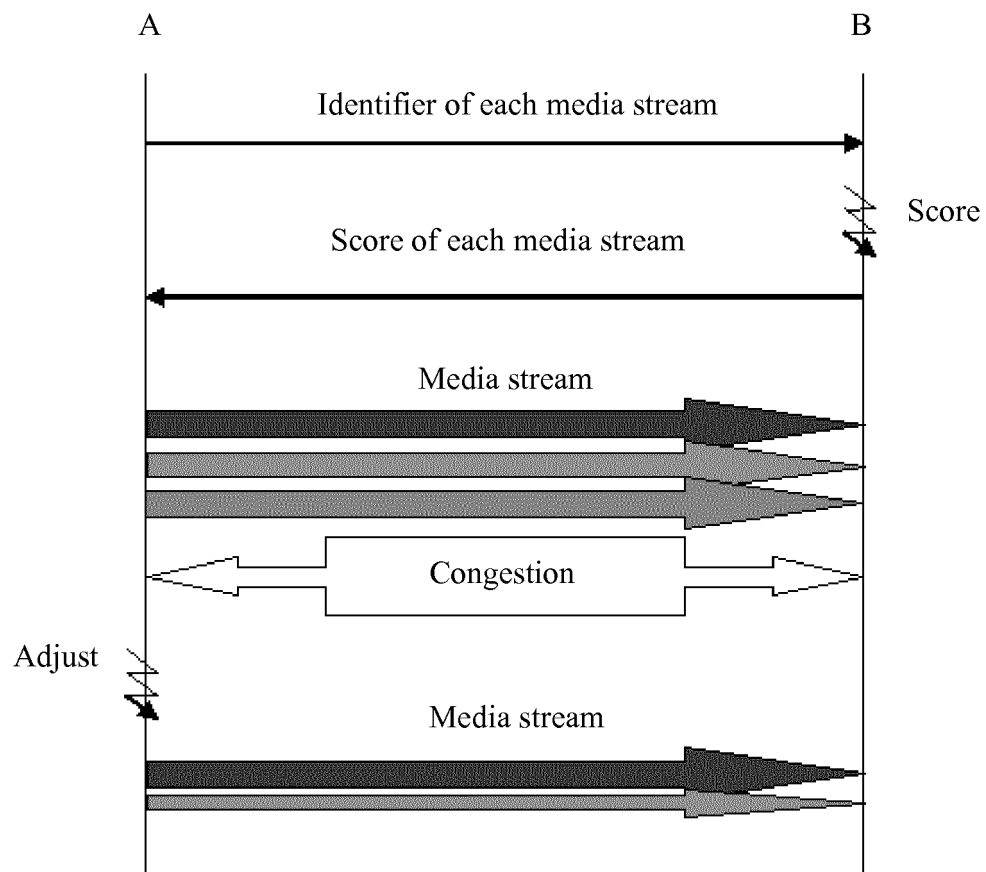 A
B
Identifier of each media stream
Score
Score of each media stream
Media stream
Congestion
Adjust
Media stream